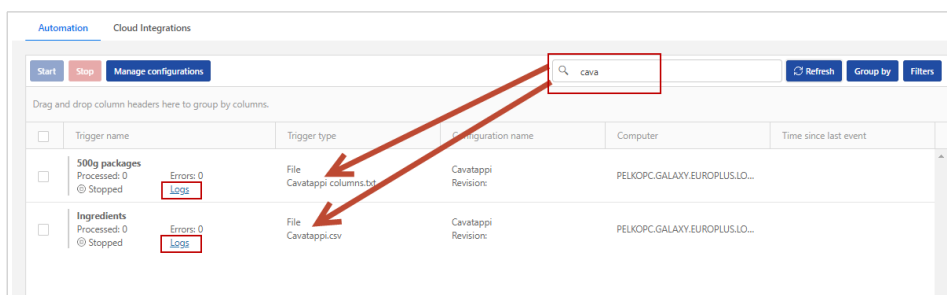 Automation Cloud Integrations
Start Stop Manage configurations cava Refresh Group by Filters
Drag and drop column headers here to group by columns.
Trigger name Trigger type Configuration name Computer Time since last event
500g packages
Processed: 0 Errors: 0
Stopped Logs
File
Cavatappi columns.txt
Cavatappi
Revision:
PELKOPC.GALAXY.EUROPLUS.LO...
Ingredients
Processed: 0 Errors: 0
Stopped Logs
File
Cavatappi.csv
Cavatappi
Revision:
PELKOPC.GALAXY.EUROPLUS.LO...